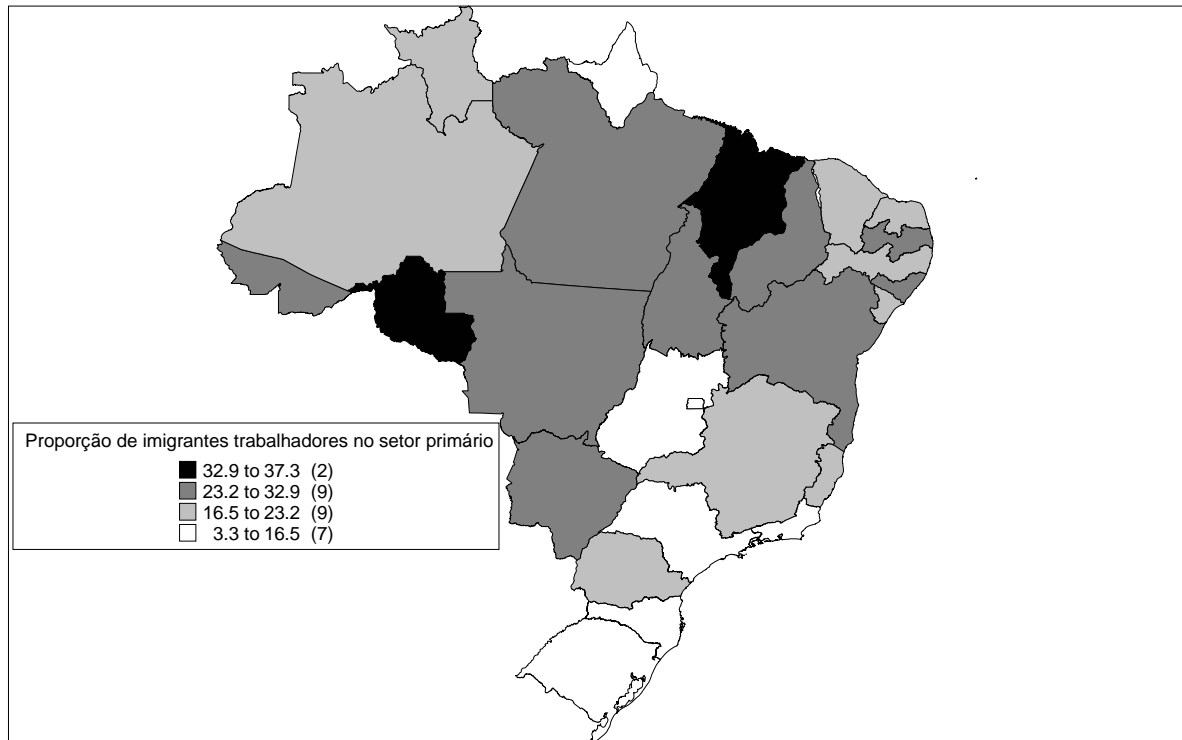 Proporção de imigrantes trabalhadores no setor primário
32.9 to 37.3 (2)
23.2 to 32.9 (9)
16.5 to 23.2 (9)
3.3 to 16.5 (7)